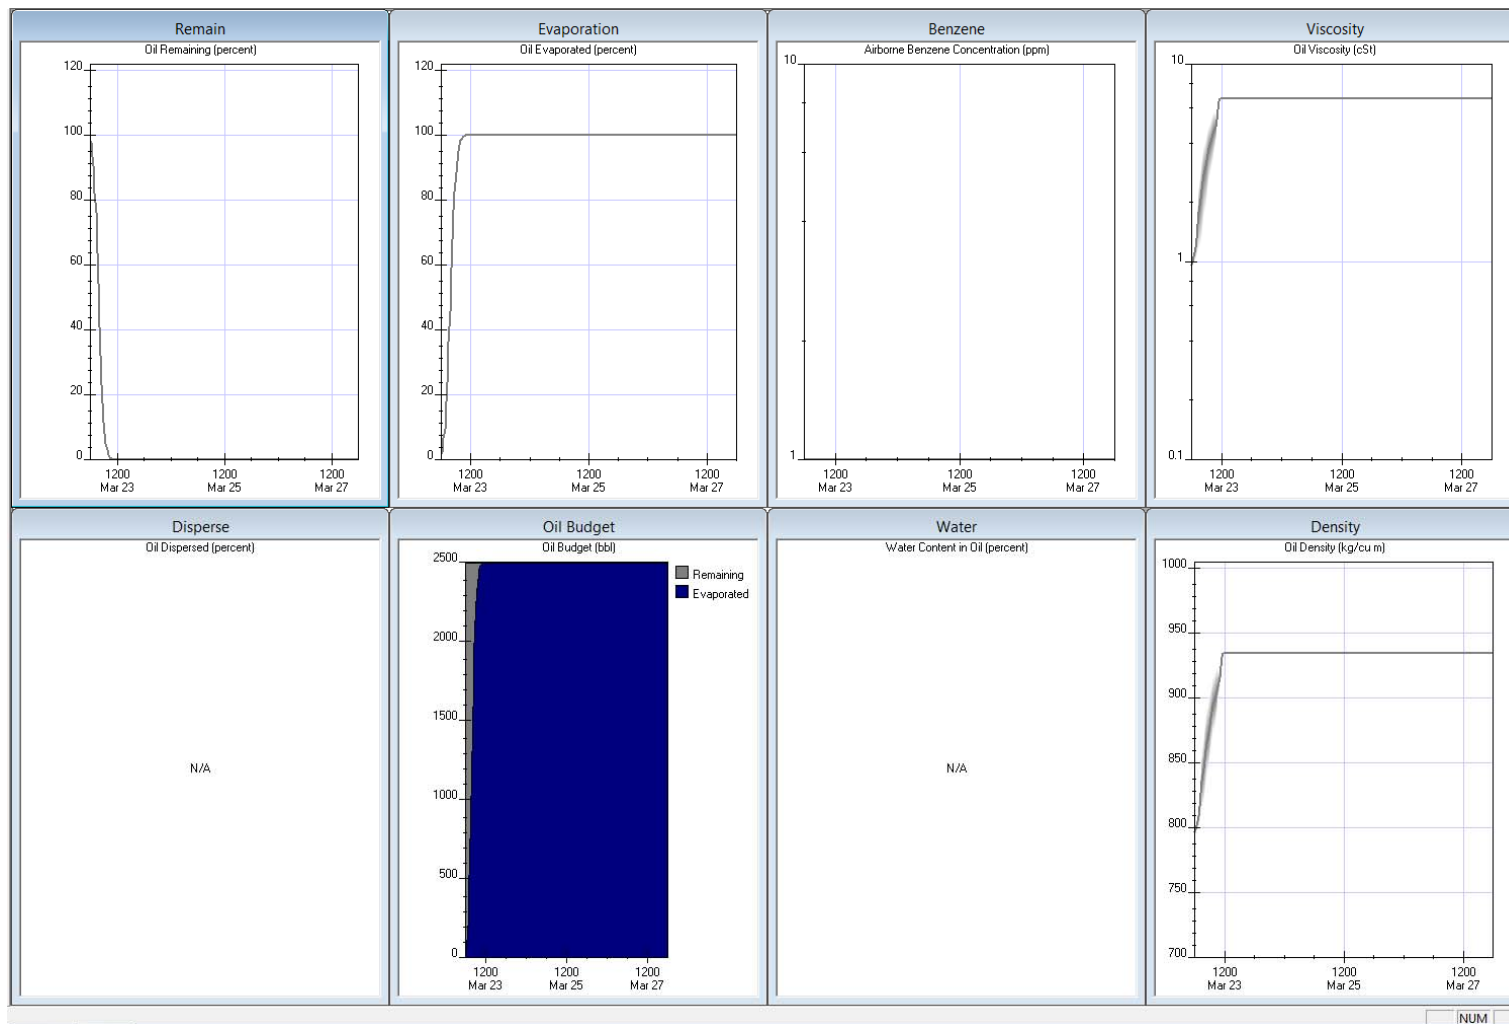 Remain
Oil Remaining (percent)
120
100
80
60
40
20
0
1200 1200 1200
Mar 23 Mar 25 Mar 27
Evaporation
Oil Evaporated (percent)
120
100
80
60
40
20
0
1200 1200 1200
Mar 23 Mar 25 Mar 27
Benzene
Airborne Benzene Concentration (ppm)
10
1
1200 1200 1200
Mar 23 Mar 25 Mar 27
Viscosity
Oil Viscosity (cSt)
10
1
0.1
1200 1200 1200
Mar 23 Mar 25 Mar 27
Disperse
Oil Dispersed (percent)
N/A
Oil Budget
Oil Budget (bbl)
2500
2000
1500
1000
500
0
1200 1200 1200
Mar 23 Mar 25 Mar 27
Remaining
Evaporated
Water
Water Content in Oil (percent)
N/A
Density
Oil Density (kg/cu m)
1000
950
900
850
800
750
700
1200 1200 1200
Mar 23 Mar 25 Mar 27
NUM